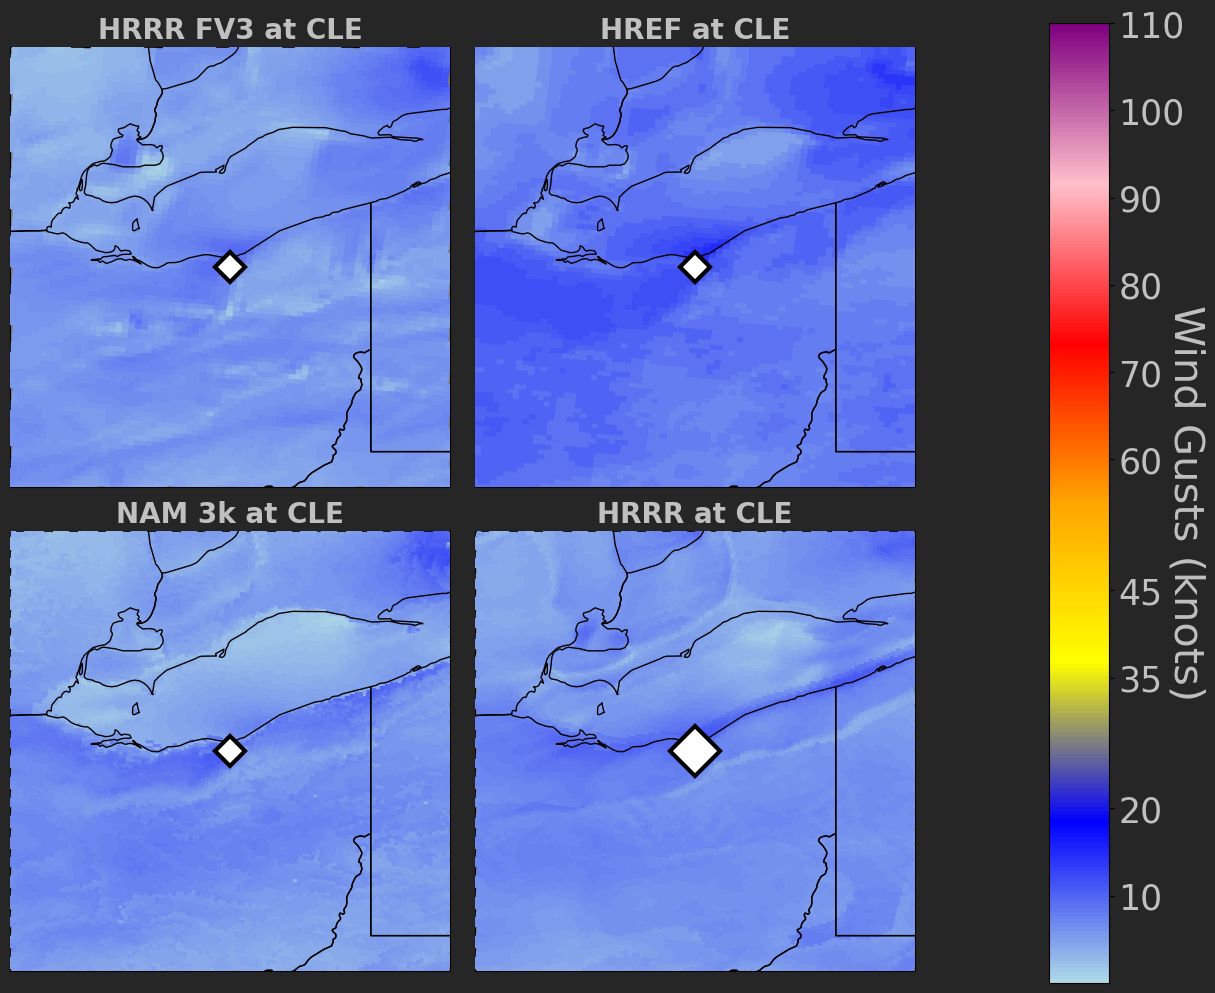 HRRR FV3 at CLE
HREF at CLE
NAM 3k at CLE
HRRR at CLE
110
100
90
80
70
60
45
35
20
10
Wind Gusts (knots)